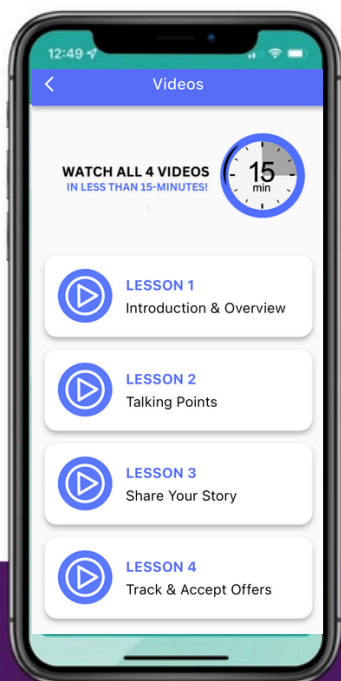 12:49
Videos
WATCH ALL 4 VIDEOS
IN LESS THAN 15-MINUTES!
15
min
LESSON 1
Introduction & Overview
LESSON 2
Talking Points
LESSON 3
Share Your Story
LESSON 4
Track & Accept Offers